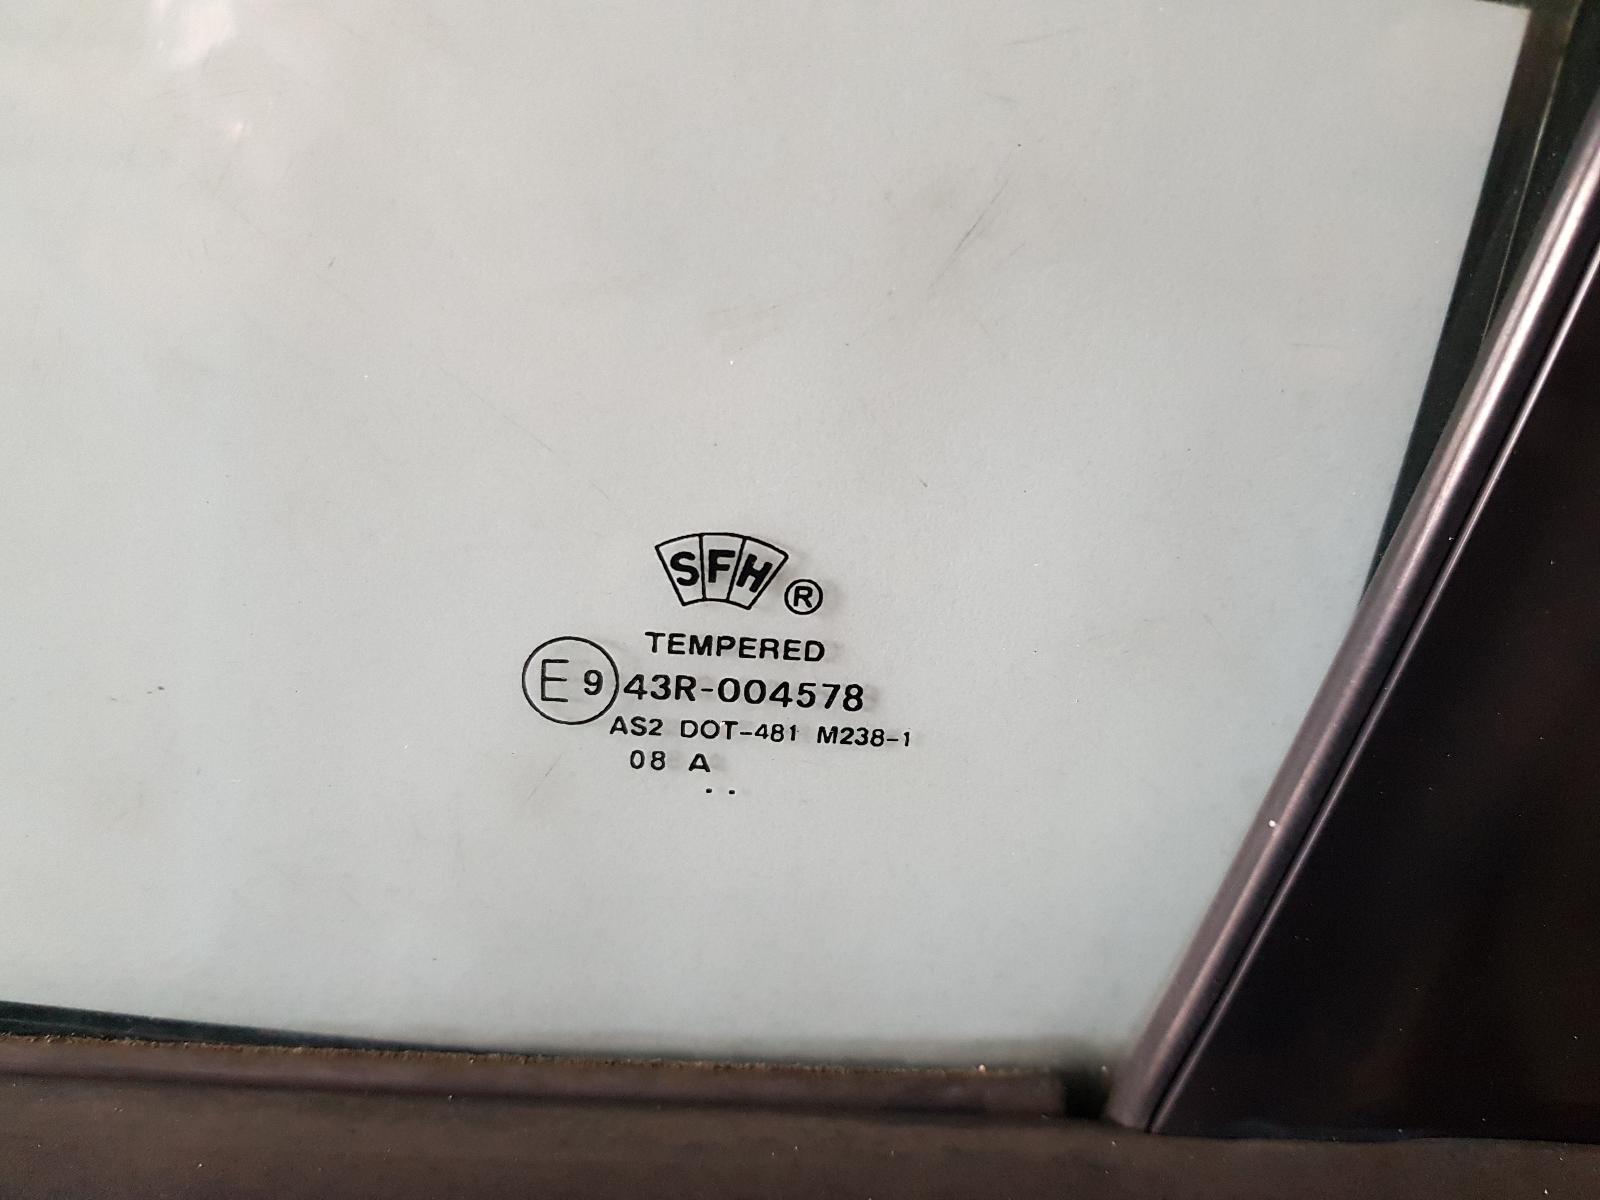 SFH ®
TEMPERED
E 9 43R-004578
AS2 DOT-481 M238-1
08 A
. .